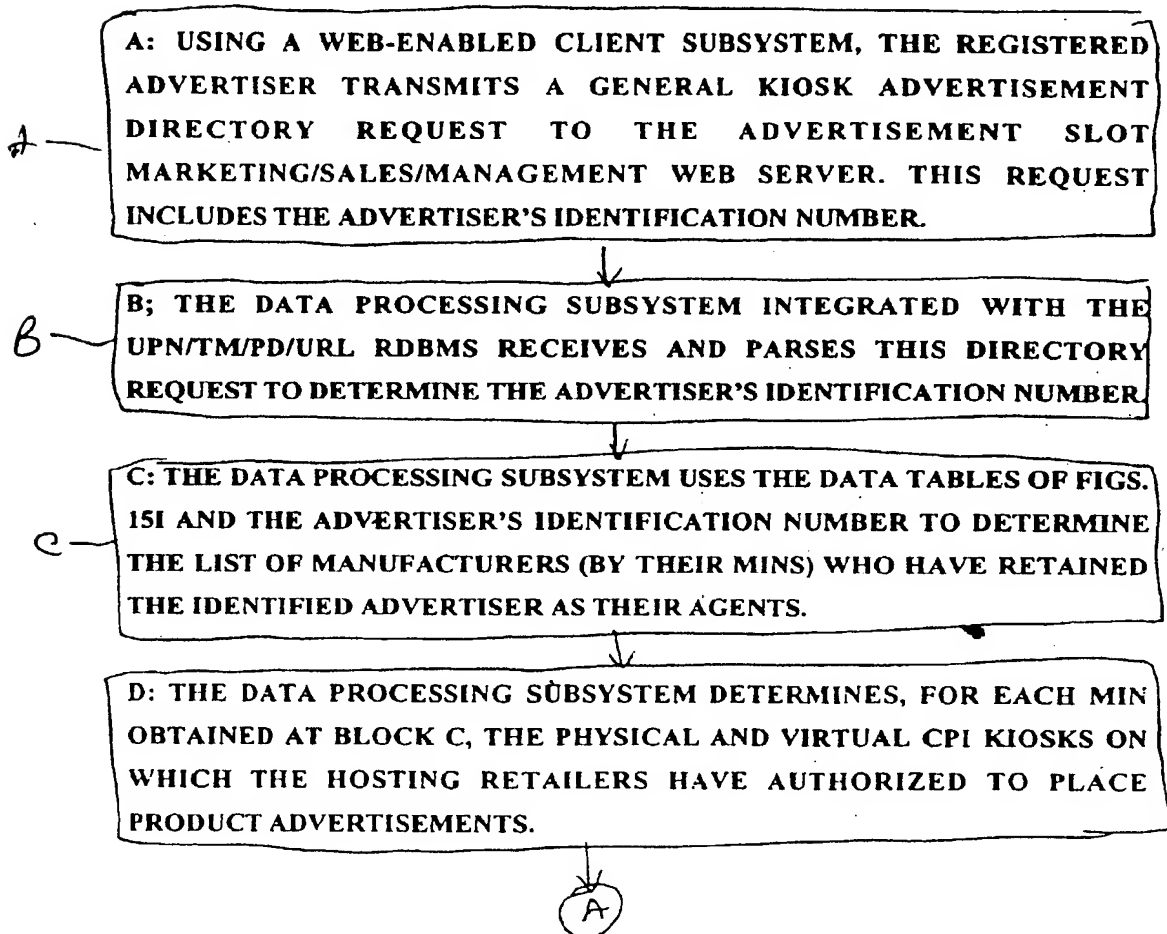 A: USING A WEB-ENABLED CLIENT SUBSYSTEM, THE REGISTERED
ADVERTISER TRANSMITS A GENERAL KIOSK ADVERTISEMENT
DIRECTORY REQUEST TO THE ADVERTISEMENT SLOT
MARKETING/SALES/MANAGEMENT WEB SERVER. THIS REQUEST
INCLUDES THE ADVERTISER'S IDENTIFICATION NUMBER.
B
B; THE DATA PROCESSING SUBSYSTEM INTEGRATED WITH THE
UPN/TM/PD/URL RDBMS RECEIVES AND PARSES THIS DIRECTORY
REQUEST TO DETERMINE THE ADVERTISER'S IDENTIFICATION NUMBER.
C
C: THE DATA PROCESSING SUBSYSTEM USES THE DATA TABLES OF FIGS.
15I AND THE ADVERTISER'S IDENTIFICATION NUMBER TO DETERMINE
THE LIST OF MANUFACTURERS (BY THEIR MINS) WHO HAVE RETAINED
THE IDENTIFIED ADVERTISER AS THEIR AGENTS.
D: THE DATA PROCESSING SUBSYSTEM DETERMINES, FOR EACH MIN
OBTAINED AT BLOCK C, THE PHYSICAL AND VIRTUAL CPI KIOSKS ON
WHICH THE HOSTING RETAILERS HAVE AUTHORIZED TO PLACE
PRODUCT ADVERTISEMENTS.
A